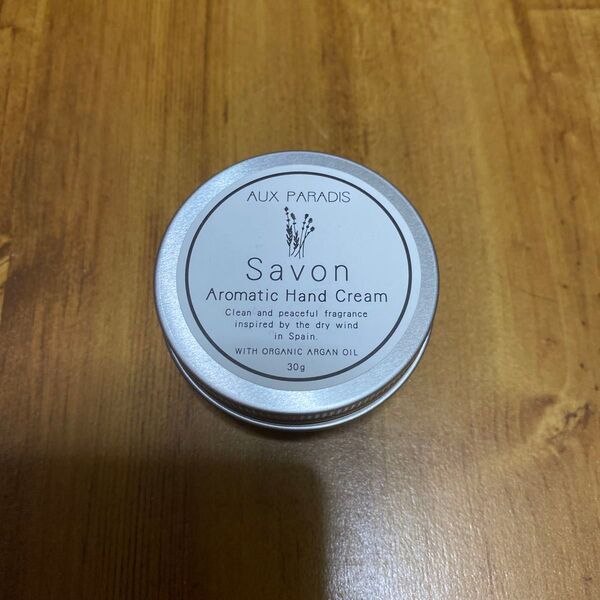 AUX PARADIS
Savon
Aromatic Hand Cream
Clean and peaceful fragrance
inspired by the dry wind
in Spain.
WITH ORGANIC ARGAN OIL
30g